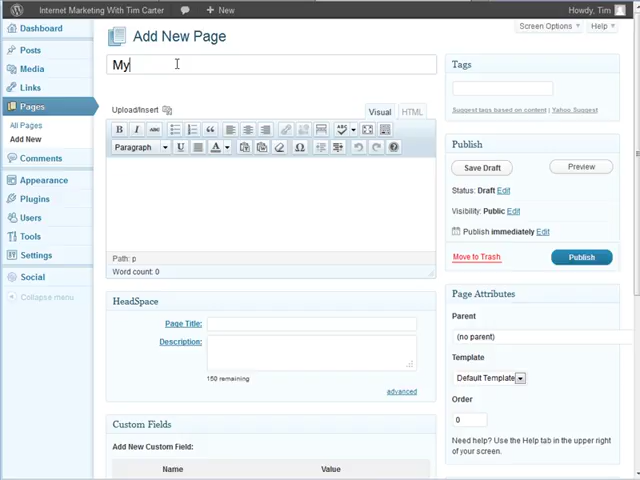 Internet Marketing With Tim Carter
New
Howdy, Tim
Dashboard
Posts
Media
Links
Pages
All Pages
Add New
Comments
Appearance
Plugins
Users
Tools
Settings
Social
Collapse menu
Screen Options
Help
Add New Page
My
Upload/Insert
Visual
HTML
B I ABC
ABC
Paragraph
U
A
Path: p
Word count: 0
HeadSpace
Page Title:
Description:
150 remaining
advanced
Custom Fields
Add New Custom Field:
Name
Value
Tags
Suggest tags based on content | Yahoo Suggest
Publish
Save Draft
Preview
Status: Draft Edit
Visibility: Public Edit
Publish immediately Edit
Move to Trash
Publish
Page Attributes
Parent
(no parent)
Template
Default Template
Order
0
Need help? Use the Help tab in the upper right
of your screen.